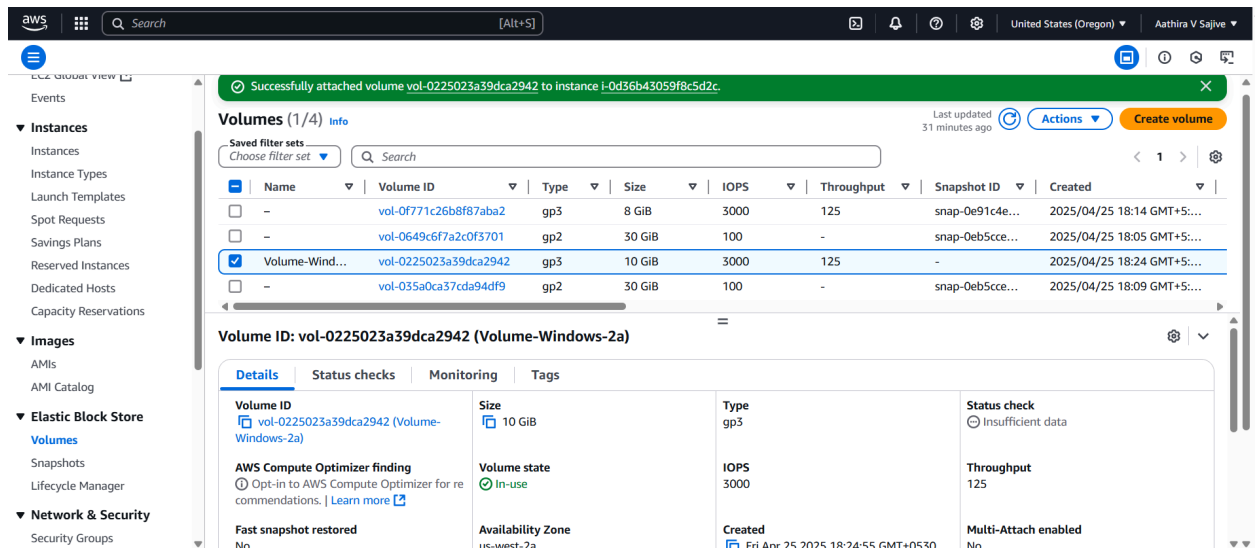 aws
Search
[Alt+S]
United States (Oregon)
Aathira V Sajive
EC2 Global View
Events
Instances
Instances
Instance Types
Launch Templates
Spot Requests
Savings Plans
Reserved Instances
Dedicated Hosts
Capacity Reservations
Images
AMIs
AMI Catalog
Elastic Block Store
Volumes
Snapshots
Lifecycle Manager
Network & Security
Security Groups
Successfully attached volume vol-0225023a39dca2942 to instance i-0d36b43059f8c5d2c.
Volumes (1/4) Info
Last updated
31 minutes ago
Actions
Create volume
Saved filter sets
Choose filter set
Search
1
Name Volume ID Type Size IOPS Throughput Snapshot ID Created
– vol-0f771c26b8f87aba2 gp3 8 GiB 3000 125 snap-0e91c4e... 2025/04/25 18:14 GMT+5:...
– vol-0649c6f7a2c0f3701 gp2 30 GiB 100 - snap-0eb5cce... 2025/04/25 18:05 GMT+5:...
Volume-Wind... vol-0225023a39dca2942 gp3 10 GiB 3000 125 - 2025/04/25 18:24 GMT+5:...
– vol-035a0ca37cda94df9 gp2 30 GiB 100 - snap-0eb5cce... 2025/04/25 18:09 GMT+5:...
Volume ID: vol-0225023a39dca2942 (Volume-Windows-2a)
Details Status checks Monitoring Tags
Volume ID
vol-0225023a39dca2942 (Volume-
Windows-2a)
Size
10 GiB
Type
gp3
Status check
Insufficient data
AWS Compute Optimizer finding
Opt-in to AWS Compute Optimizer for re
commendations. | Learn more
Volume state
In-use
IOPS
3000
Throughput
125
Fast snapshot restored
No
Availability Zone
us-west-2a
Created
Fri Apr 25 2025 18:24:55 GMT+0530
Multi-Attach enabled
No